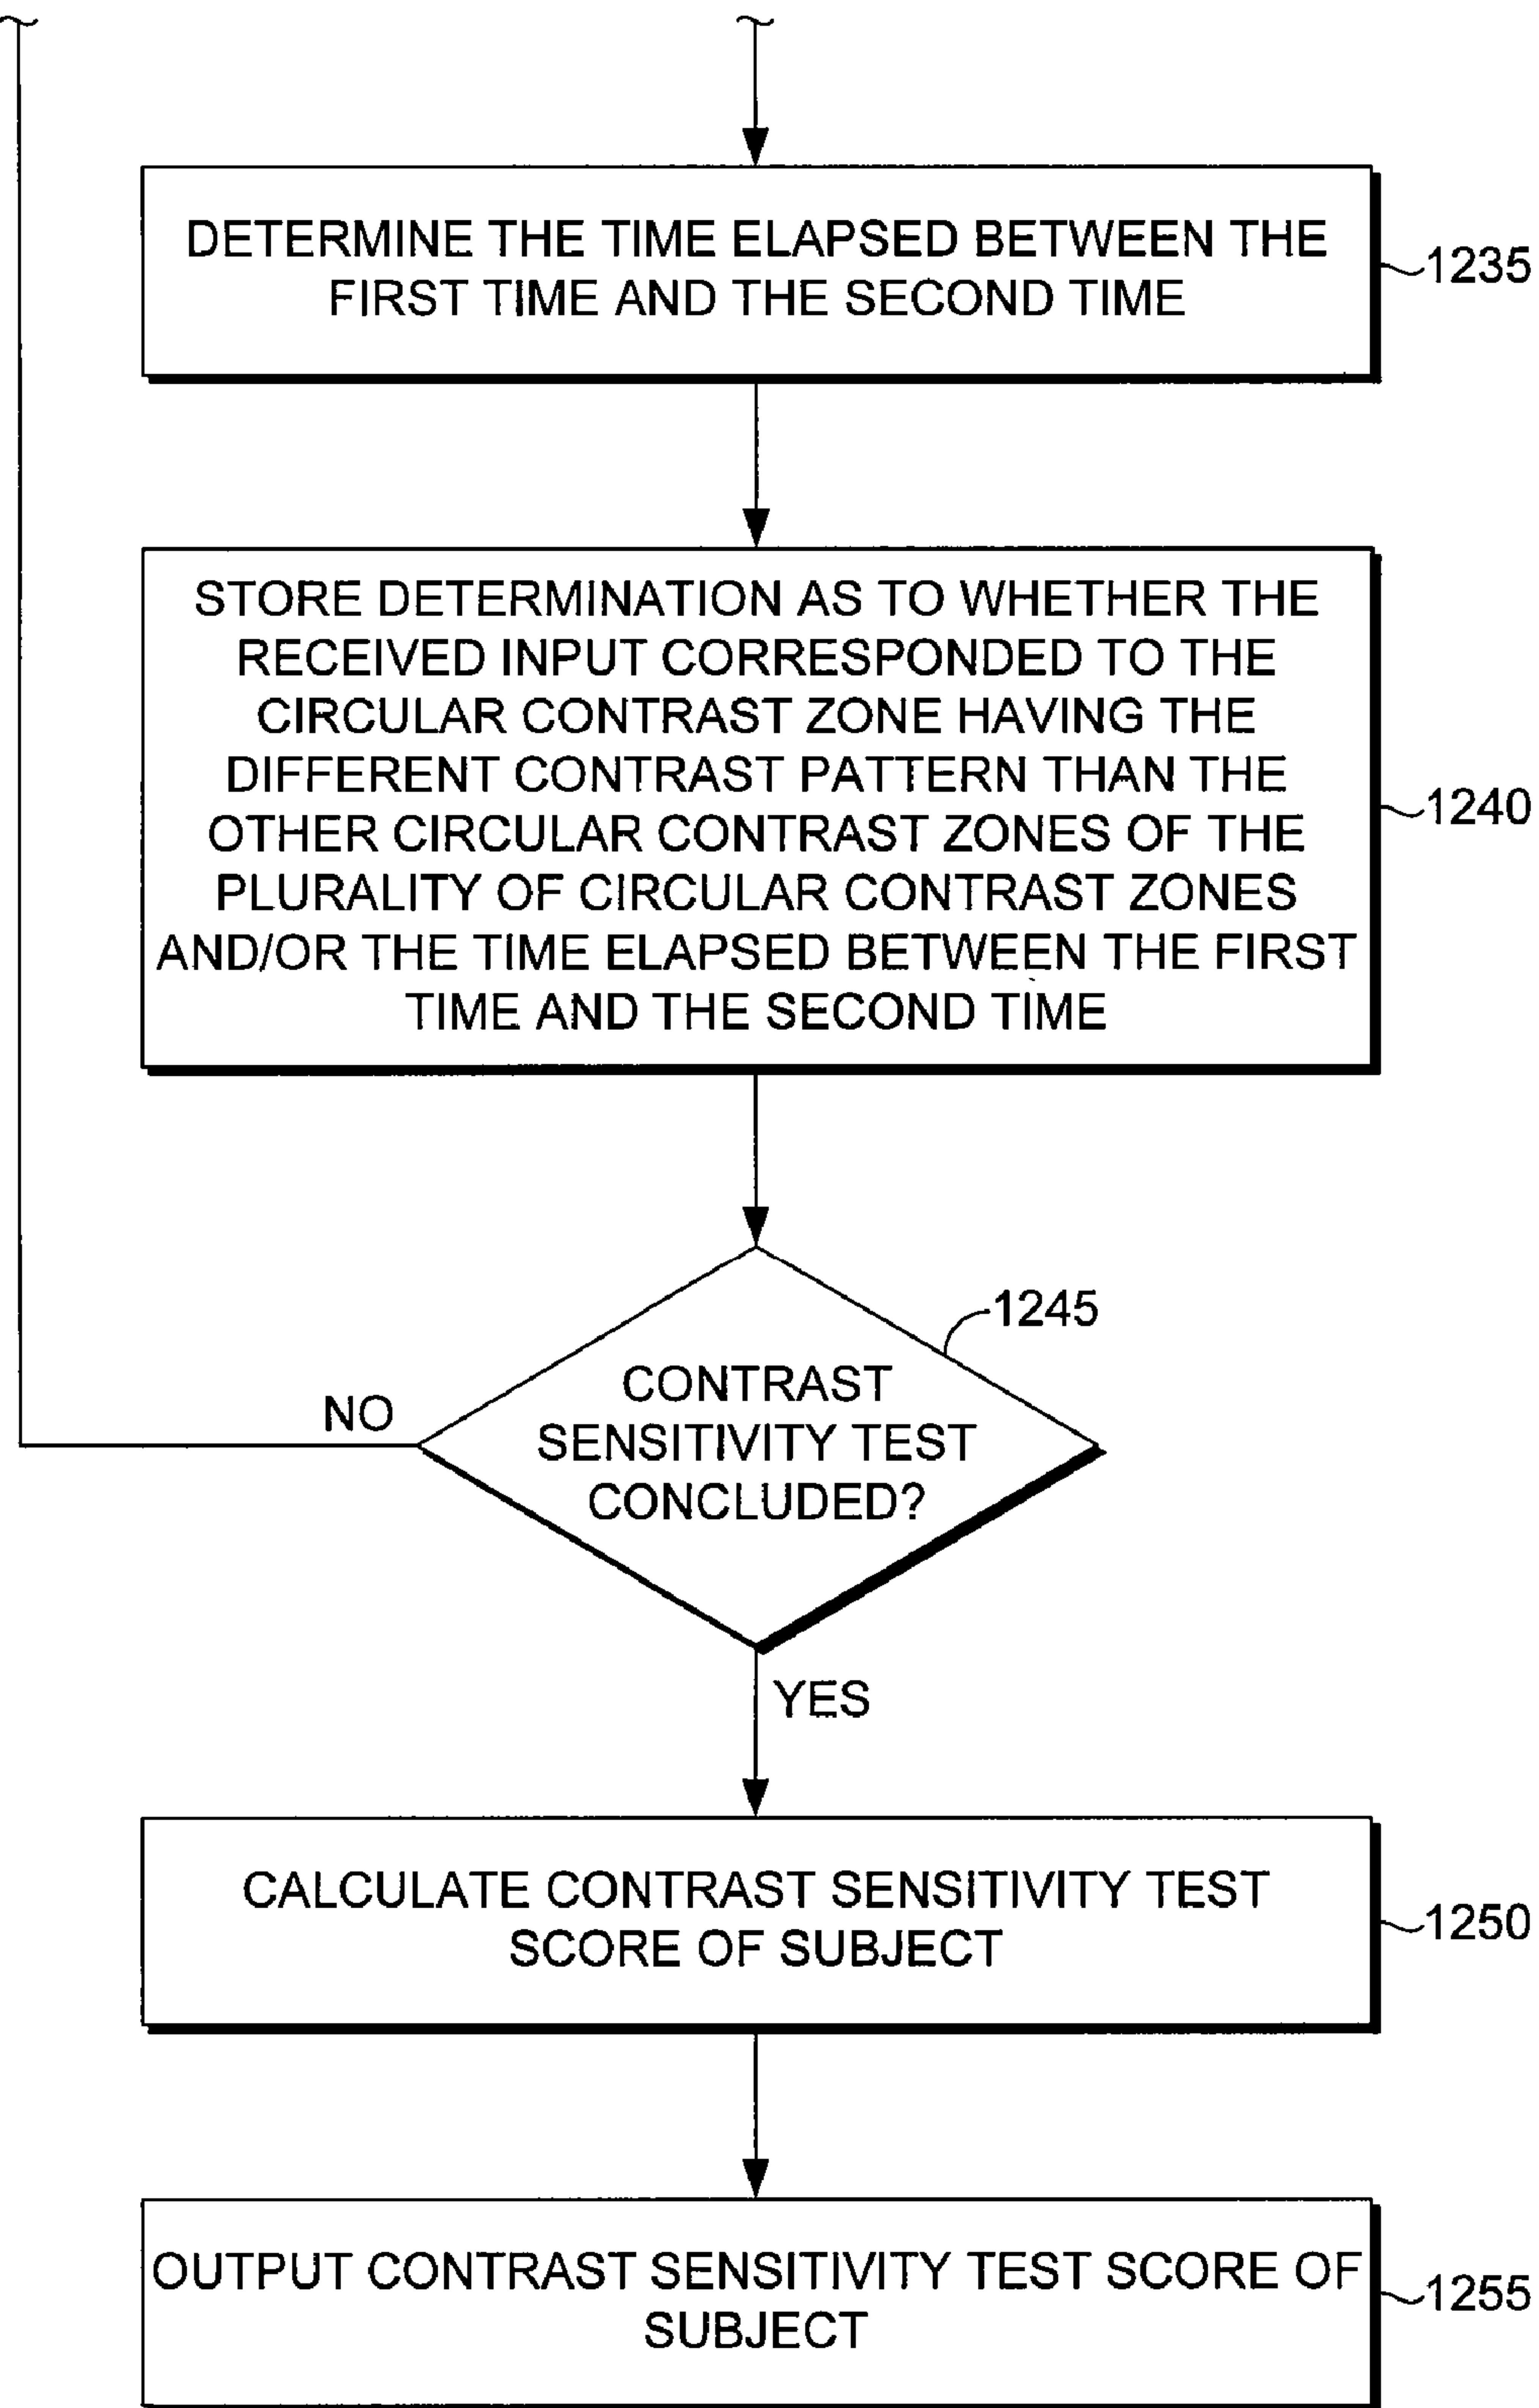 DETERMINE THE TIME ELAPSED BETWEEN THE
FIRST TIME AND THE SECOND TIME
1235
STORE DETERMINATION AS TO WHETHER THE
RECEIVED INPUT CORRESPONDED TO THE
CIRCULAR CONTRAST ZONE HAVING THE
DIFFERENT CONTRAST PATTERN THAN THE
OTHER CIRCULAR CONTRAST ZONES OF THE
PLURALITY OF CIRCULAR CONTRAST ZONES
AND/OR THE TIME ELAPSED BETWEEN THE FIRST
TIME AND THE SECOND TIME
1240
1245
CONTRAST
SENSITIVITY TEST
CONCLUDED?
NO
YES
CALCULATE CONTRAST SENSITIVITY TEST
SCORE OF SUBJECT
1250
OUTPUT CONTRAST SENSITIVITY TEST SCORE OF
SUBJECT
1255